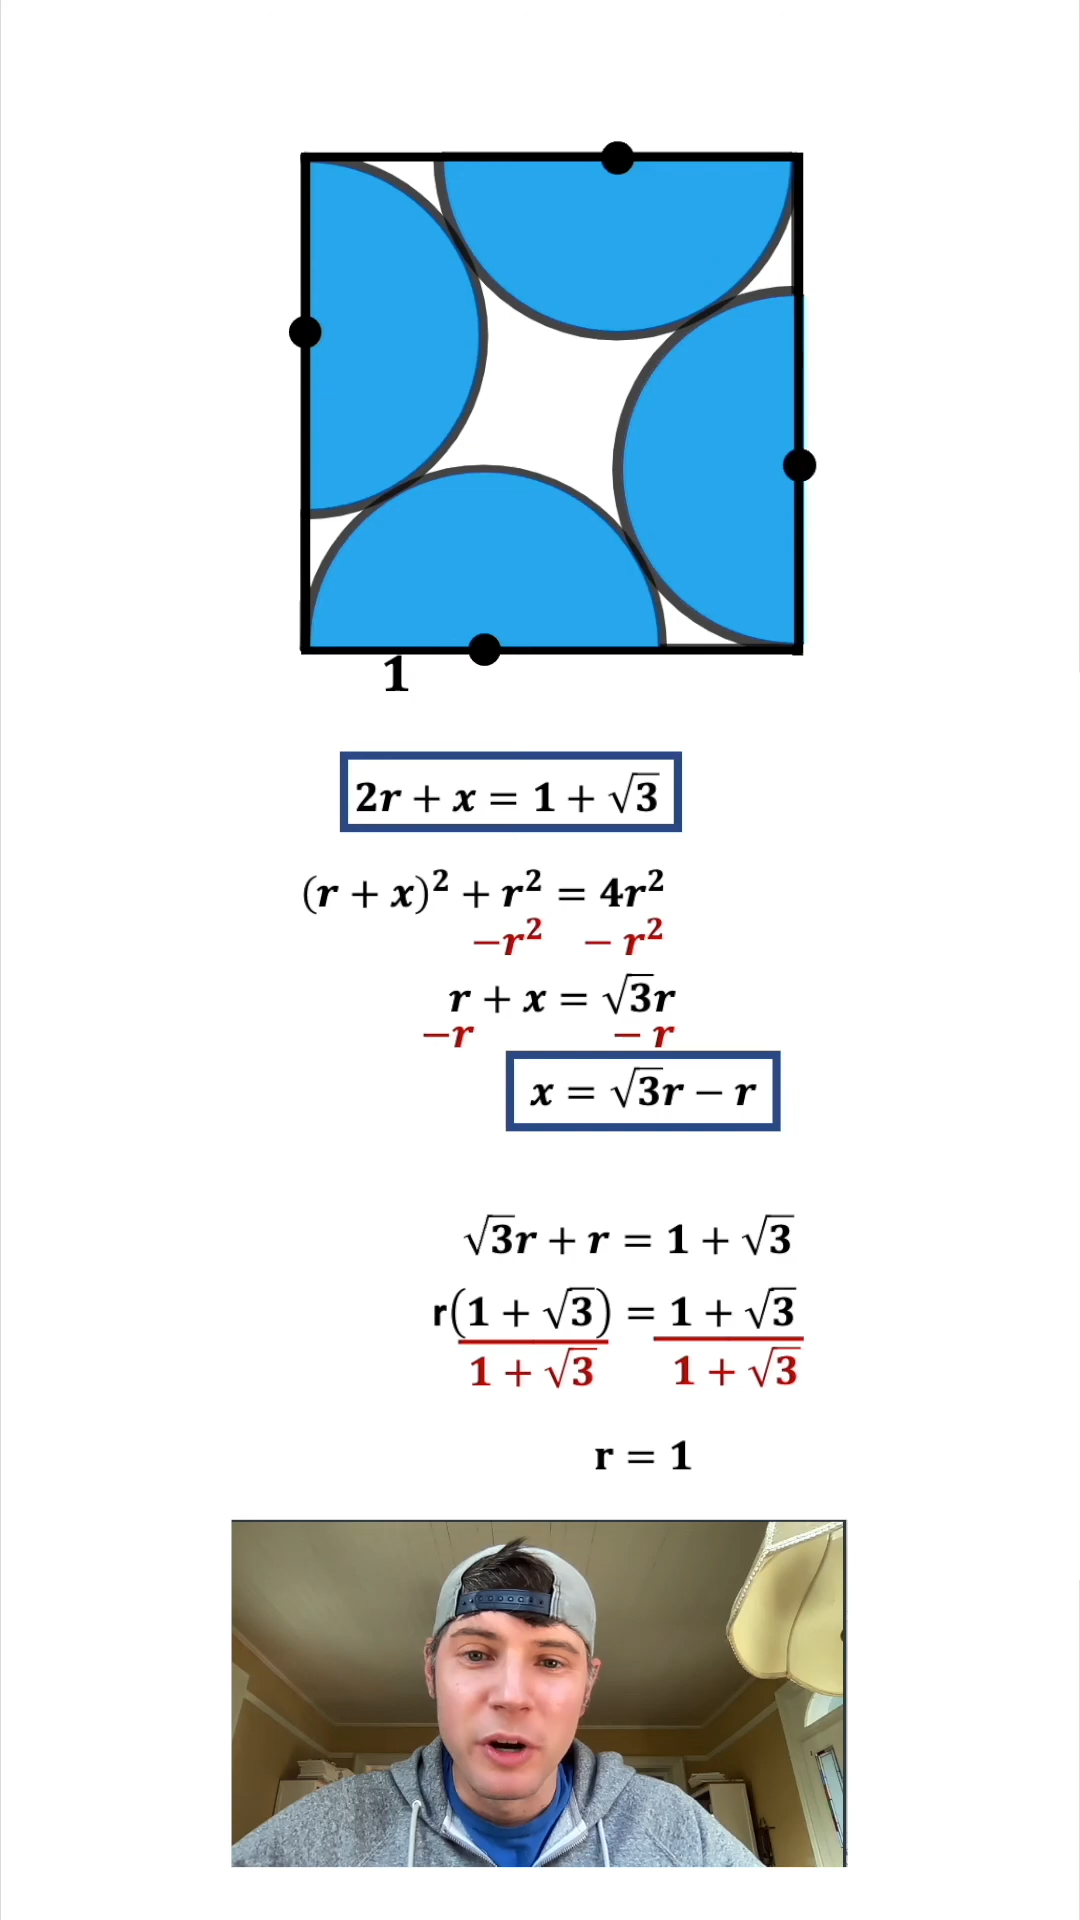 1
2r + x = 1 + √3
(r + x)² + r² = 4r²
−r² − r²
r + x = √3r
−r − r
x = √3r − r
√3r + r = 1 + √3
r(1 + √3) = 1 + √3
1 + √3 1 + √3
r = 1